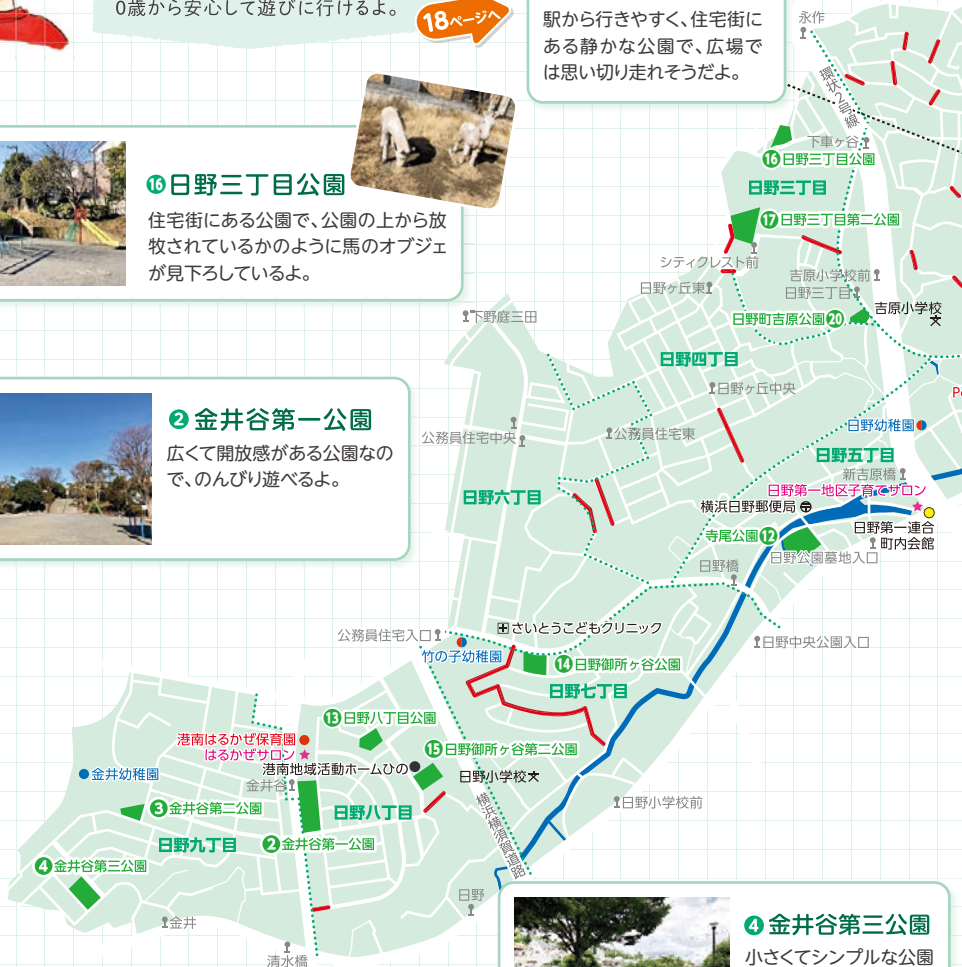 0歳から安心して遊びに行けるよ。
18ページへ
駅から行きやすく、住宅街に
ある静かな公園で、広場で
は思い切り走れそうだよ。
永作
環状2号線
下車ヶ谷
⑯日野三丁目公園
日野三丁目
⑰日野三丁目第二公園
⑯日野三丁目公園
住宅街にある公園で、公園の上から放
牧されているかのように馬のオブジェ
が見下ろしているよ。
シティクレスト前
吉原小学校前
日野ヶ丘東
日野三丁目
吉原小学校
下野庭三田
日野町吉原公園⑳
日野四丁目
日野ヶ丘中央
②金井谷第一公園
広くて開放感がある公園なの
で、のんびり遊べるよ。
公務員住宅中央
公務員住宅東
日野幼稚園
日野五丁目
新吉原橋
日野六丁目
日野第一地区子育てサロン
横浜日野郵便局
日野第一連合
町内会館
寺尾公園⑫
日野公園墓地入口
日野橋
公務員住宅入口
さいとうこどもクリニック
日野中央公園入口
竹の子幼稚園
⑭日野御所ヶ谷公園
日野七丁目
⑬日野八丁目公園
港南はるかぜ保育園
はるかぜサロン
⑮日野御所ヶ谷第二公園
港南地域活動ホームひの
金井幼稚園
金井谷
日野小学校
③金井谷第二公園
日野八丁目
横浜横須賀道路
日野小学校前
日野九丁目
②金井谷第一公園
④金井谷第三公園
日野
金井
清水橋
④金井谷第三公園
小さくてシンプルな公園